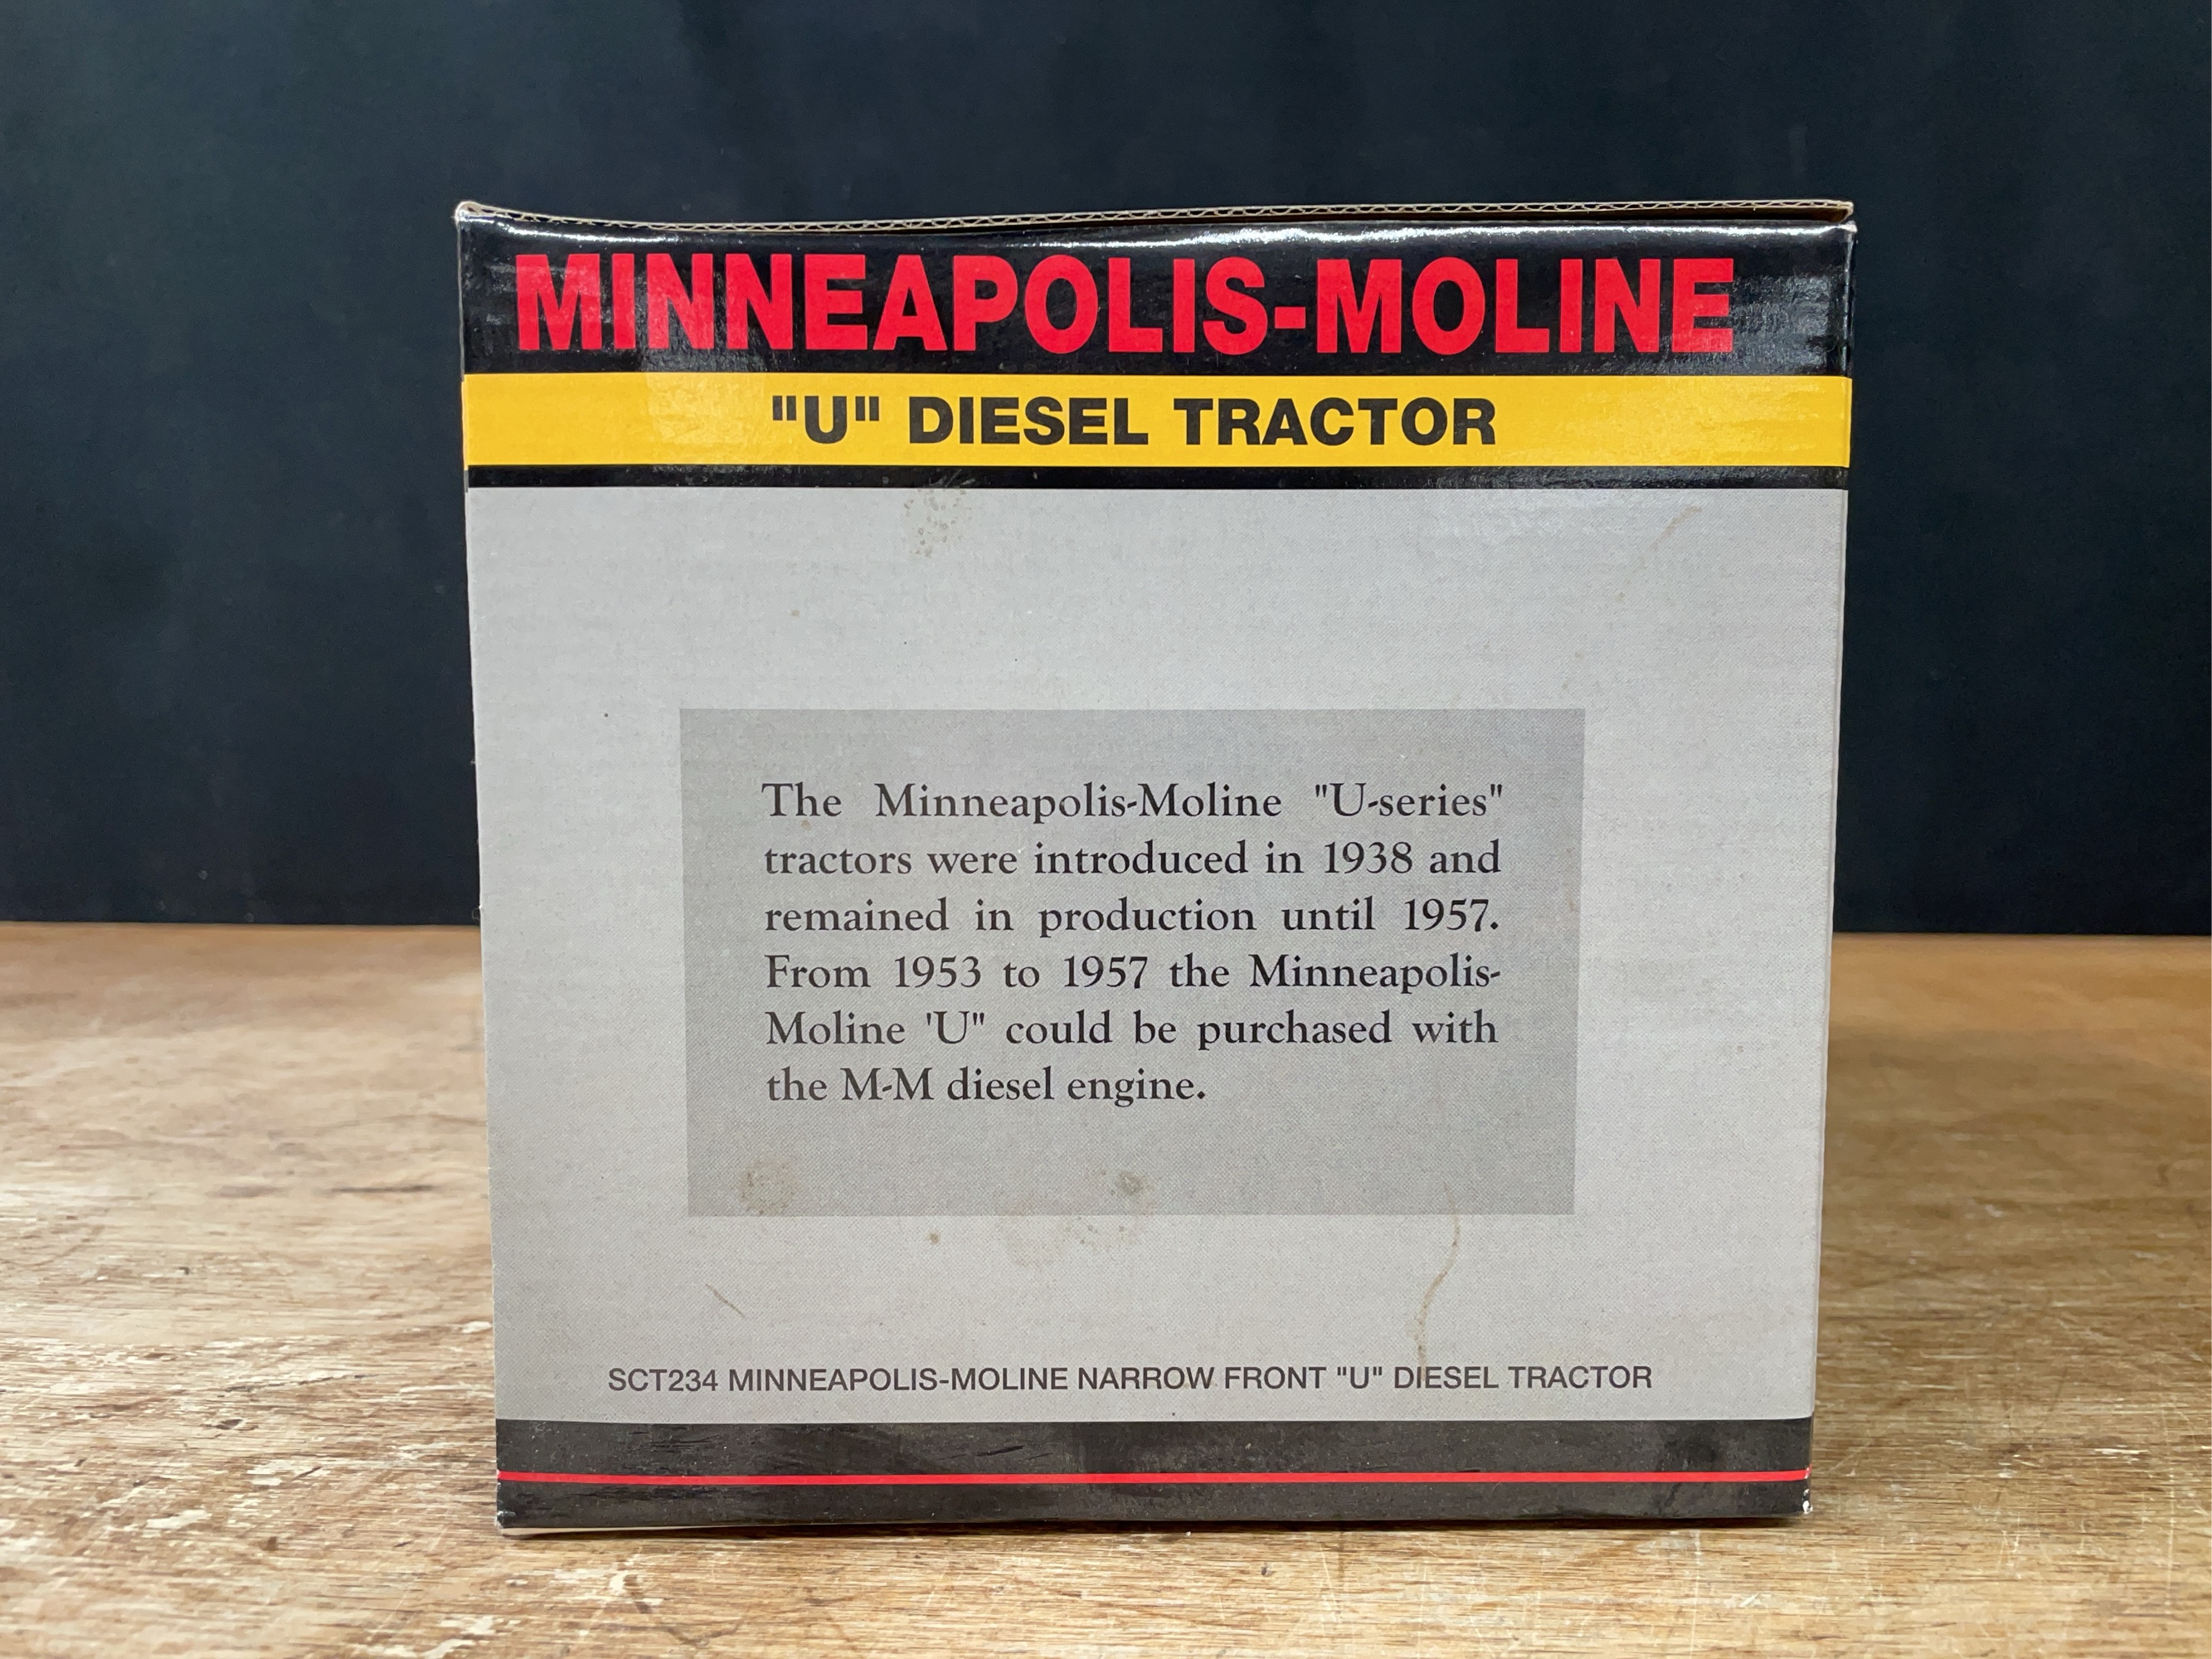 MINNEAPOLIS-MOLINE
"U" DIESEL TRACTOR
The Minneapolis-Moline "U-series"
tractors were introduced in 1938 and
remained in production until 1957.
From 1953 to 1957 the Minneapolis-
Moline 'U" could be purchased with
the M-M diesel engine.
SCT234 MINNEAPOLIS-MOLINE NARROW FRONT "U" DIESEL TRACTOR